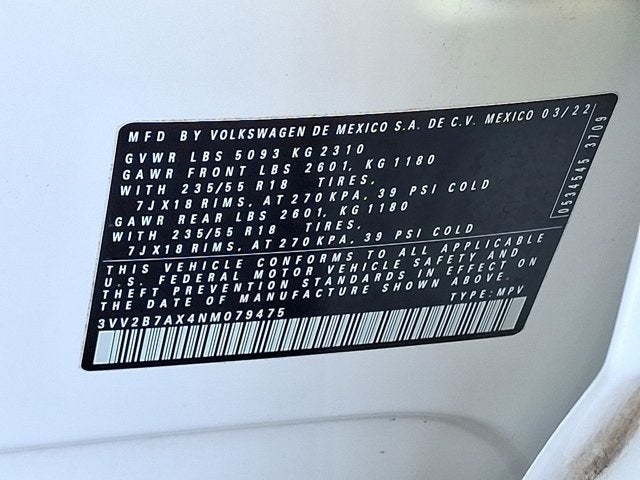 MFD BY VOLKSWAGEN DE MEXICO S.A. DE C.V. MEXICO 03/22
GVWR LBS 5093 KG 2310
GAWR FRONT LBS 2601, KG 1180
WITH 235/55 R18 TIRES,
7JX18 RIMS, AT 270 KPA, 39 PSI COLD
GAWR REAR LBS 2601, KG 1180
WITH 235/55 R18 TIRES,
7JX18 RIMS, AT 270 KPA, 39 PSI COLD
THIS VEHICLE CONFORMS TO ALL APPLICABLE
U.S. FEDERAL MOTOR VEHICLE SAFETY AND
THEFT PREVENTION STANDARDS IN EFFECT ON
THE DATE OF MANUFACTURE SHOWN ABOVE.
TYPE: MPV
3VV2B7AX4NM079475
0534545 3709